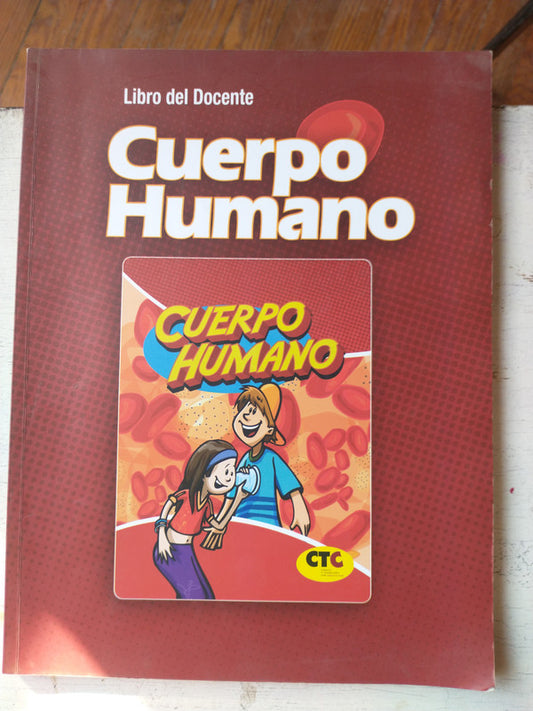 Libro del Docente
Cuerpo
Humano
CUERPO
HUMANO
CTC